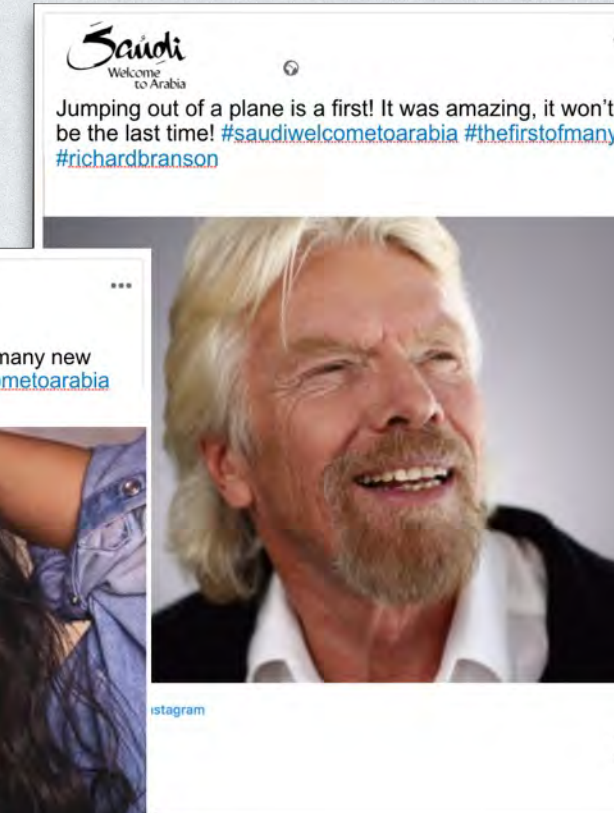 Saudi
Welcome
to Arabia
Jumping out of a plane is a first! It was amazing, it won't
be the last time! #saudiwelcometoarabia #thefirstofmany
#richardbranson
many new
ometoarabia
stagram